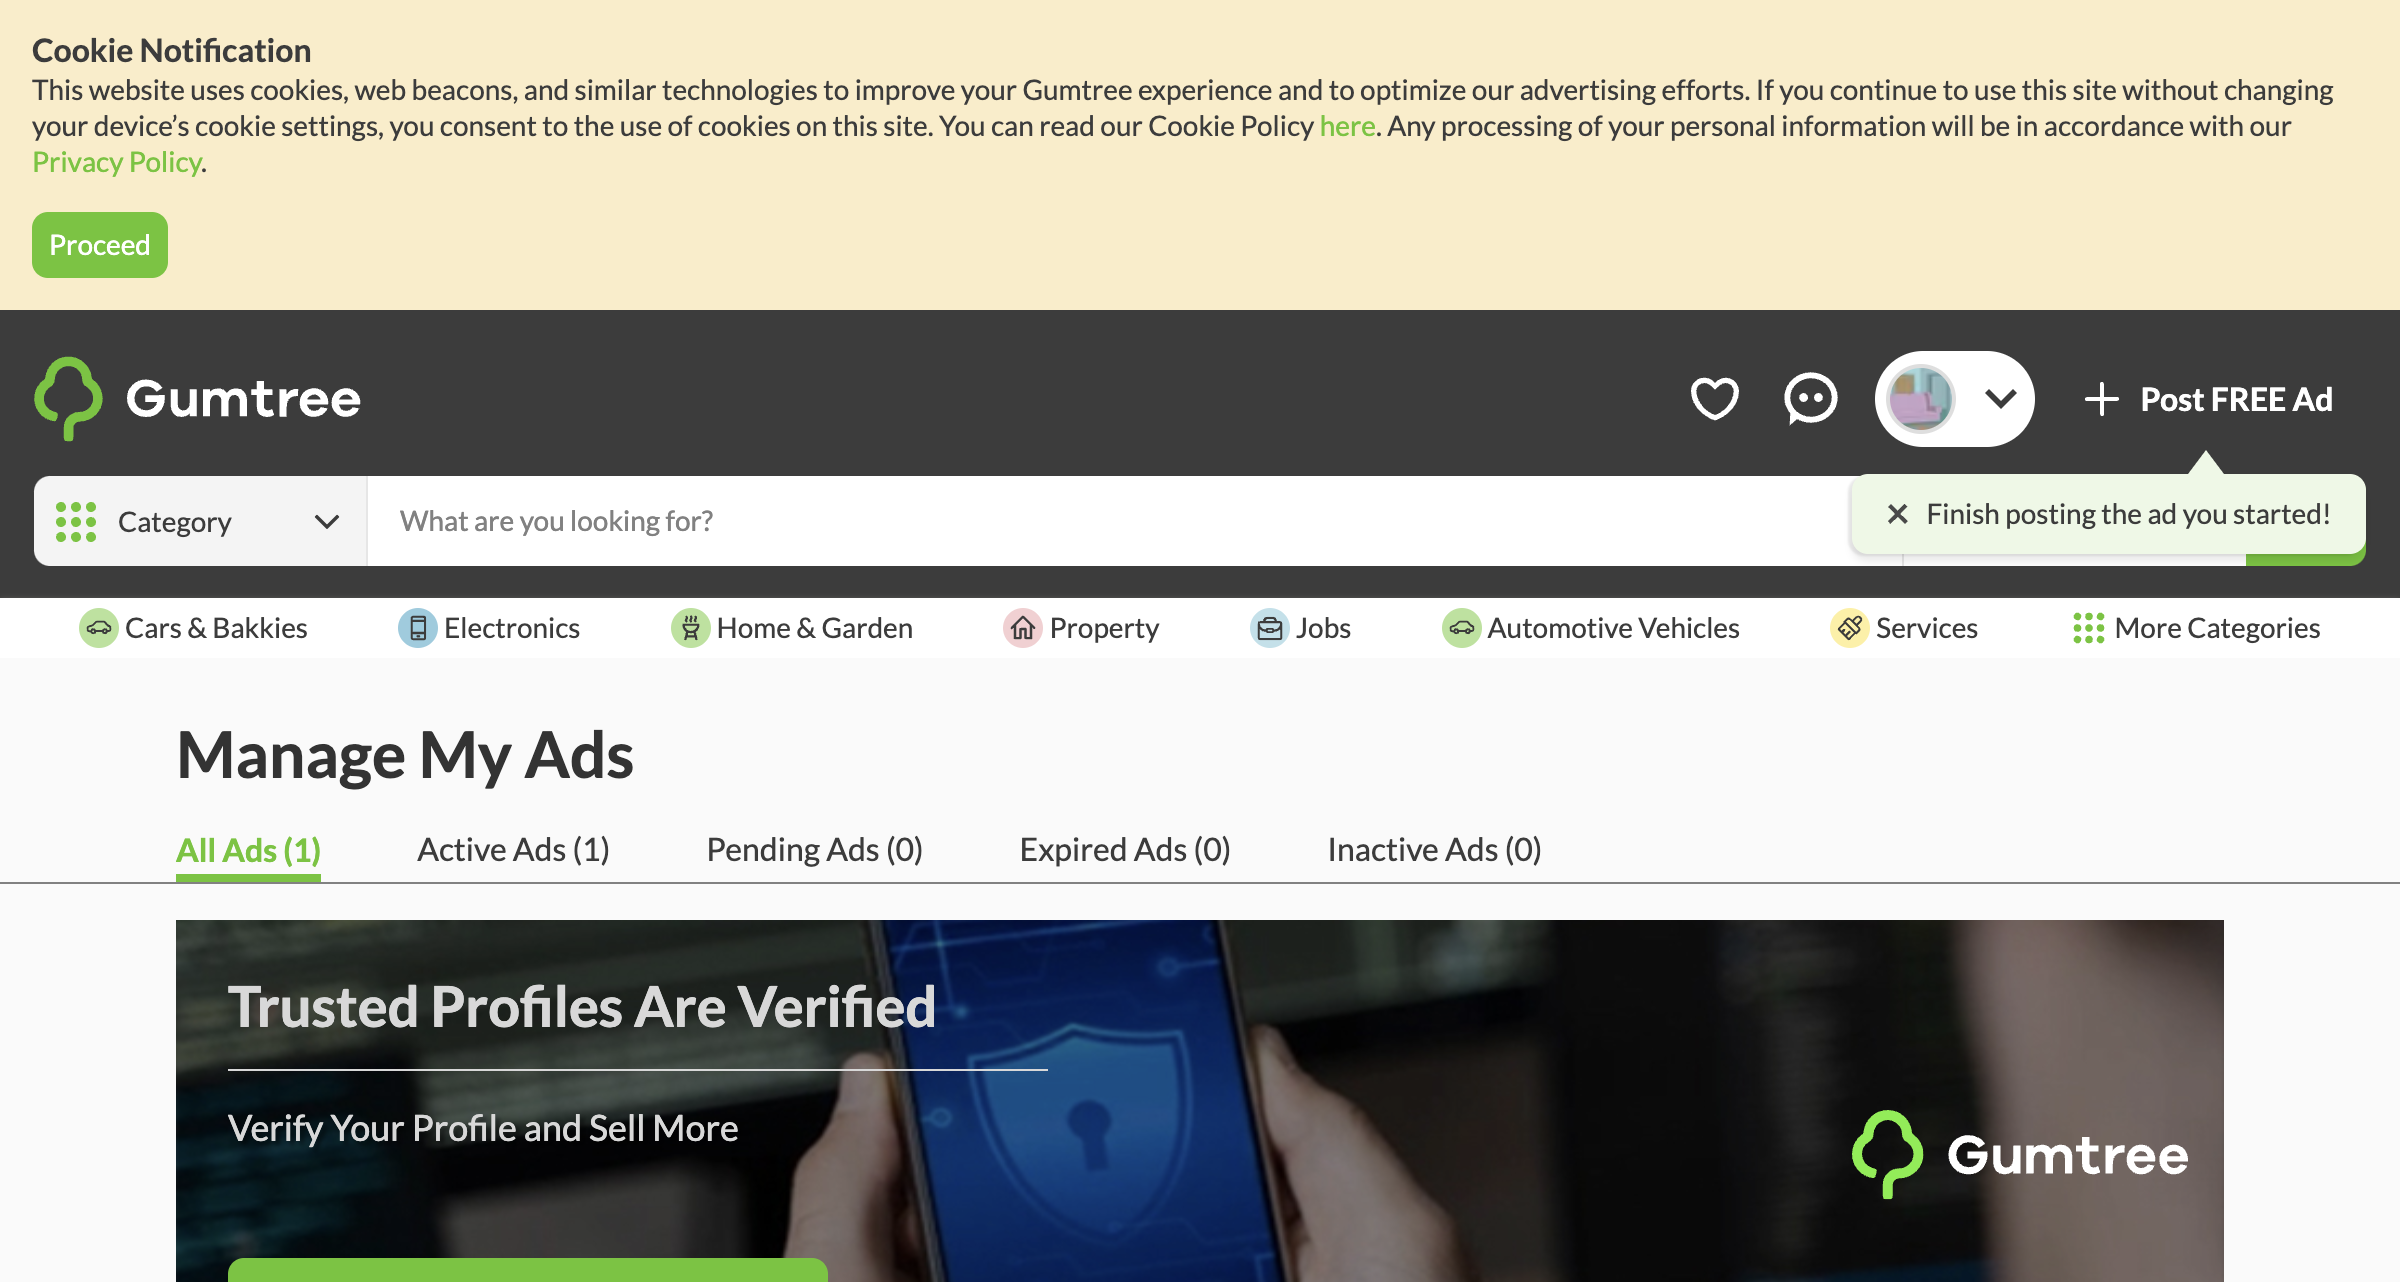 Cookie Notification
This website uses cookies, web beacons, and similar technologies to improve your Gumtree experience and to optimize our advertising efforts. If you continue to use this site without changing
your device’s cookie settings, you consent to the use of cookies on this site. You can read our Cookie Policy here. Any processing of your personal information will be in accordance with our
Privacy Policy.
Proceed
Gumtree
Post FREE Ad
Category
What are you looking for?
Finish posting the ad you started!
Cars & Bakkies
Electronics
Home & Garden
Property
Jobs
Automotive Vehicles
Services
More Categories
Manage My Ads
All Ads (1)
Active Ads (1)
Pending Ads (0)
Expired Ads (0)
Inactive Ads (0)
Trusted Profiles Are Verified
Verify Your Profile and Sell More
Gumtree